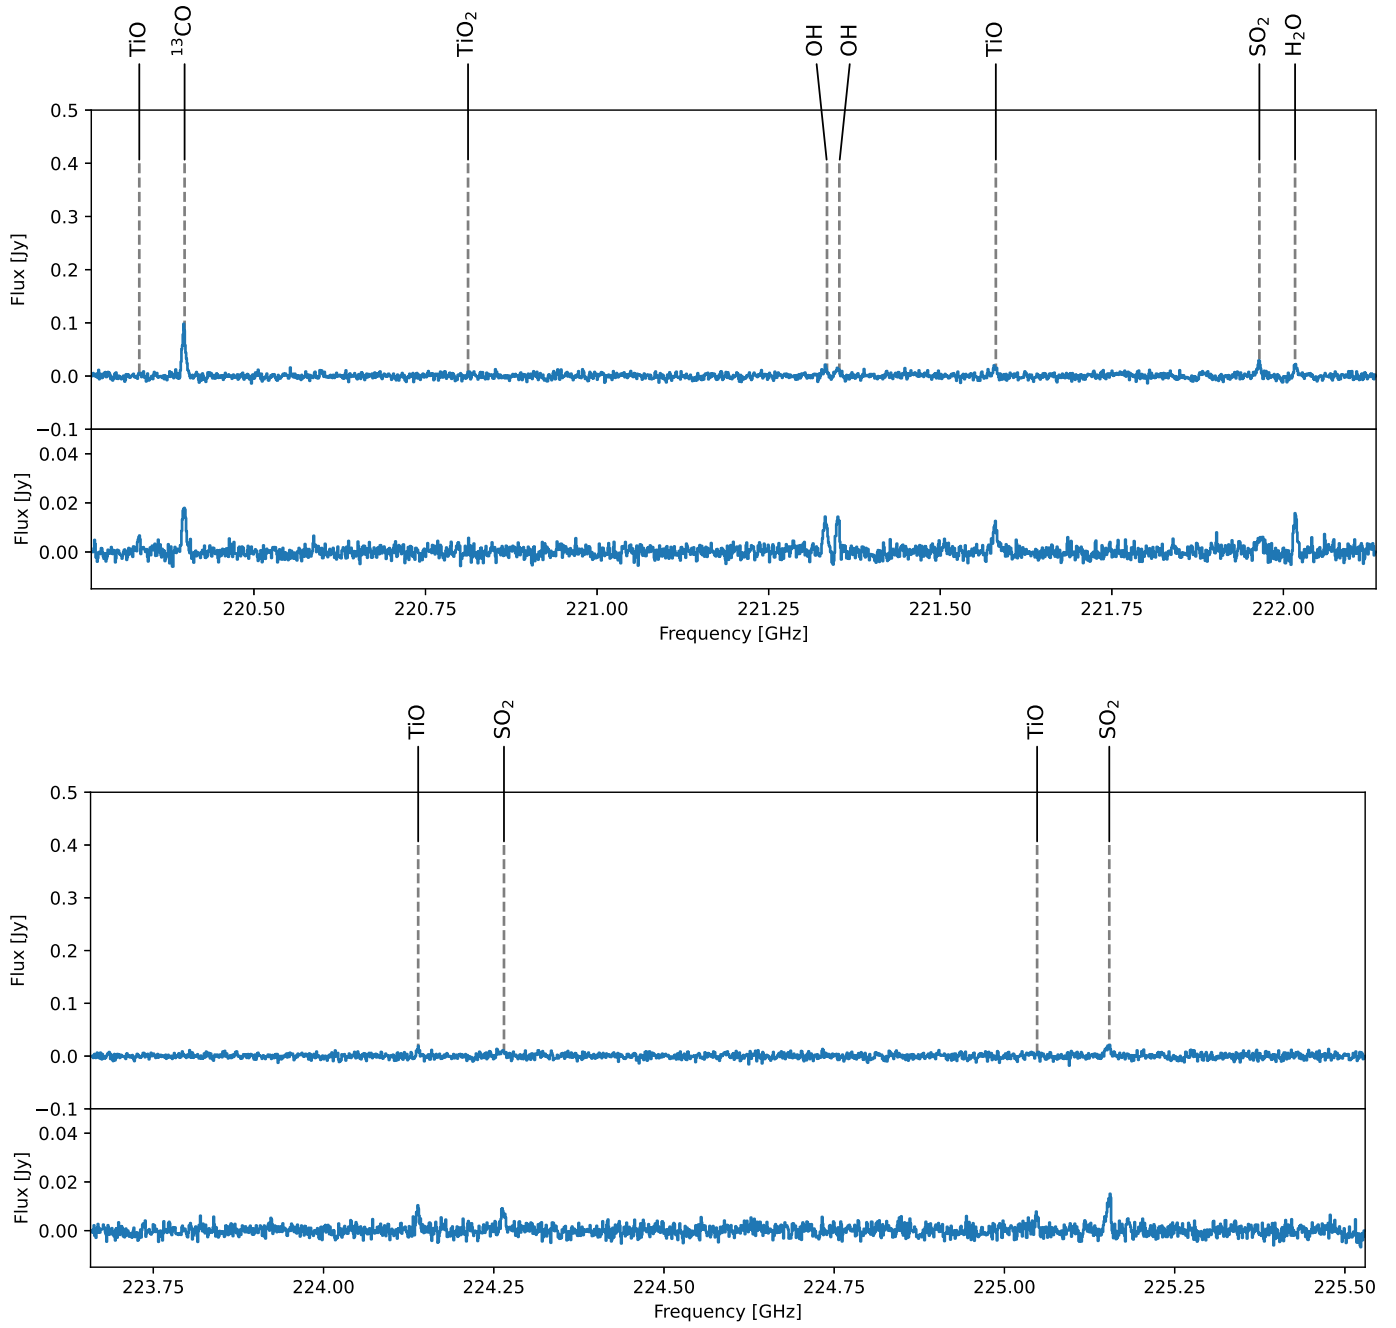 TiO
¹³CO
TiO₂
OH
OH
TiO
SO₂
H₂O
0.5
0.4
0.3
0.2
0.1
0.0
−0.1
Flux [Jy]
0.04
0.02
0.00
Flux [Jy]
220.50 220.75 221.00 221.25 221.50 221.75 222.00
Frequency [GHz]
TiO
SO₂
TiO
SO₂
0.5
0.4
0.3
0.2
0.1
0.0
−0.1
Flux [Jy]
0.04
0.02
0.00
Flux [Jy]
223.75 224.00 224.25 224.50 224.75 225.00 225.25 225.50
Frequency [GHz]